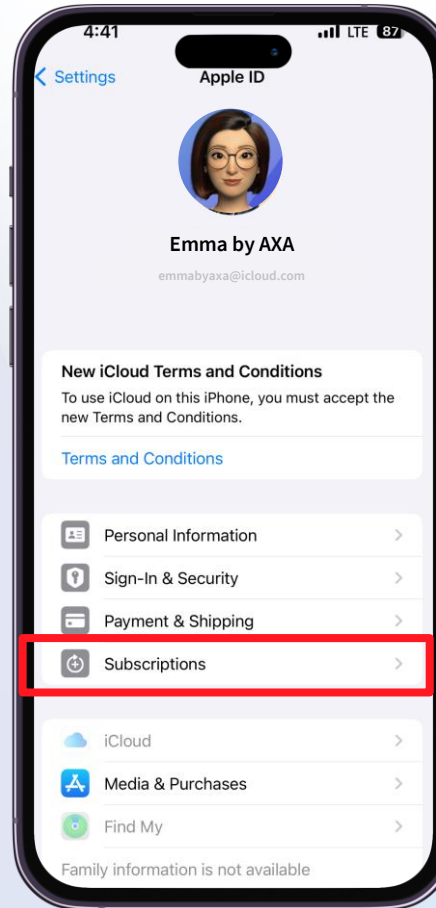 4:41 LTE 87
Settings Apple ID
Emma by AXA
emmabyaxa@icloud.com
New iCloud Terms and Conditions
To use iCloud on this iPhone, you must accept the
new Terms and Conditions.
Terms and Conditions
Personal Information
Sign-In & Security
Payment & Shipping
Subscriptions
iCloud
Media & Purchases
Find My
Family information is not available